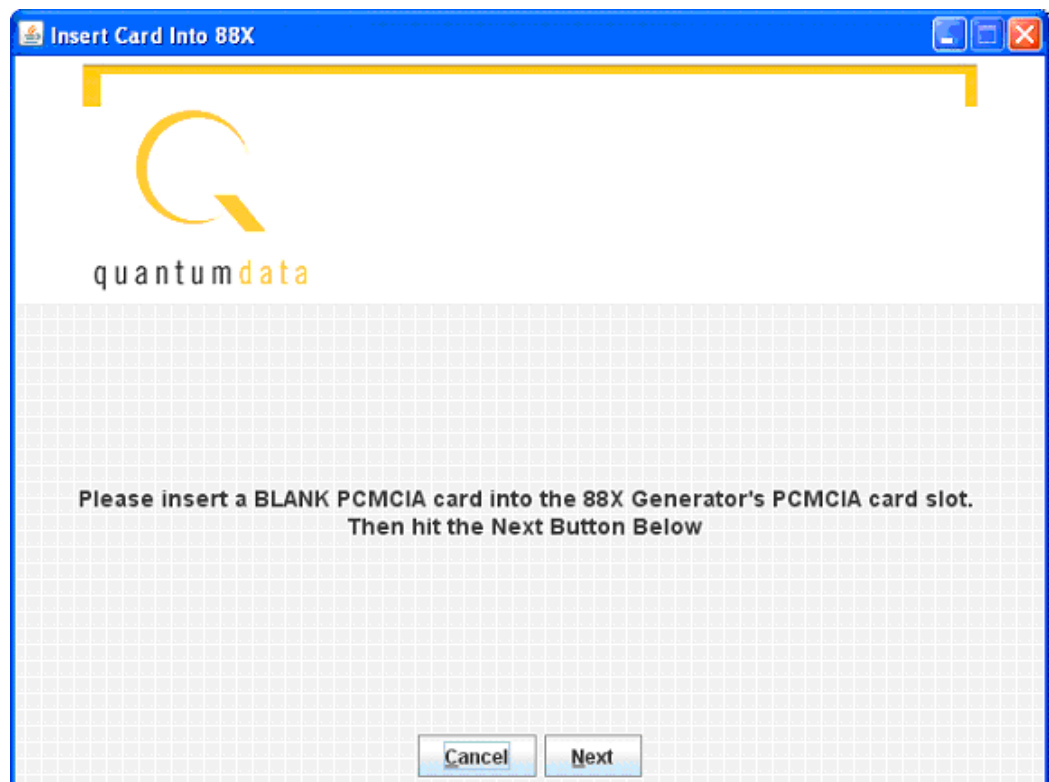 Insert Card Into 88X
quantumdata
Please insert a BLANK PCMCIA card into the 88X Generator's PCMCIA card slot.
Then hit the Next Button Below
Cancel Next